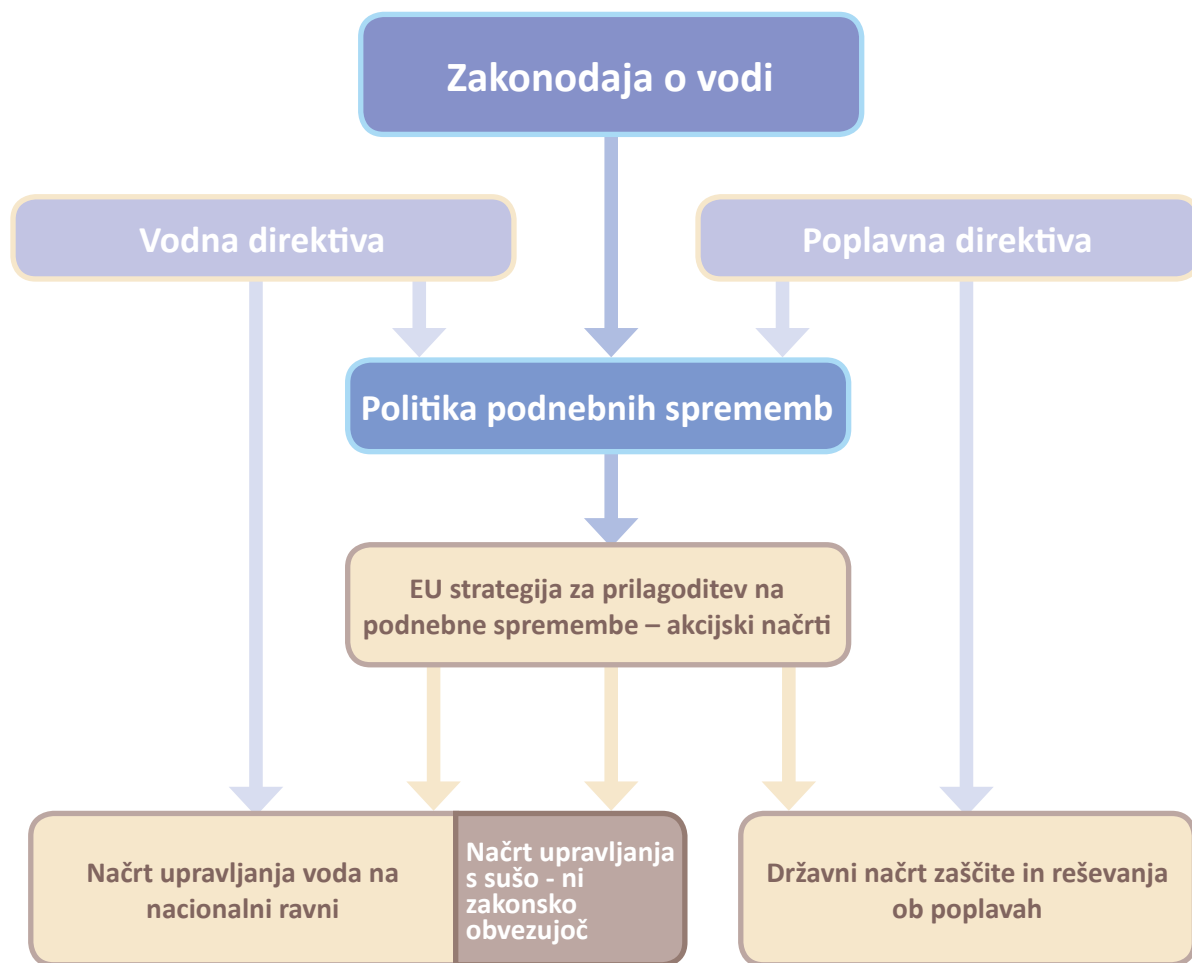 Zakonodaja o vodi
Vodna direktiva
Poplavna direktiva
Politika podnebnih sprememb
EU strategija za prilagoditev na
podnebne spremembe – akcijski načrti
Načrt upravljanja voda na
nacionalni ravni
Načrt upravljanja
s sušo - ni
zakonsko
obvezujoč
Državni načrt zaščite in reševanja
ob poplavah